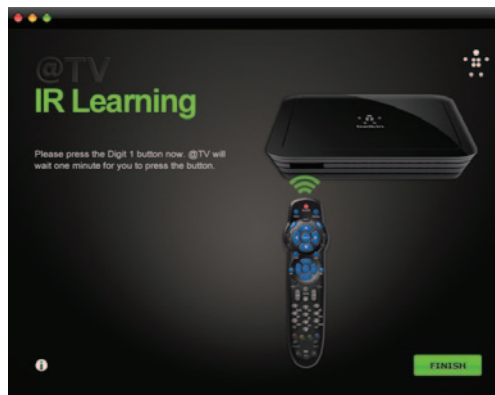 @TV
IR Learning
Please press the Digit 1 button now. @TV will
wait one minute for you to press the button.
belkin
FINISH